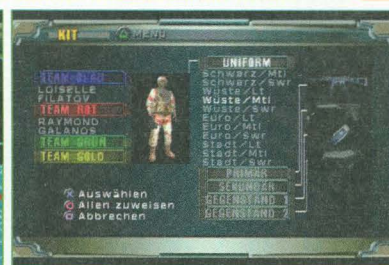 KIT
MENU
TEAM BLAU
LOISELLE
FILATOV
TEAM ROT
RAYMOND
GALANOS
TEAM GRÜN
TEAM GOLD
UNIFORM
Schwarz/Mtl
Schwarz/Swr
Wüste/Lt
Wüste/Mtl
Wüste/Swr
Euro/Lt
Euro/Mtl
Euro/Swr
Stadt/Lt
Stadt/Mtl
Stadt/Swr
PRIMÄR
SEKUNDÄR
GEGENSTAND 1
GEGENSTAND 2
Auswählen
Allen zuweisen
Abbrechen